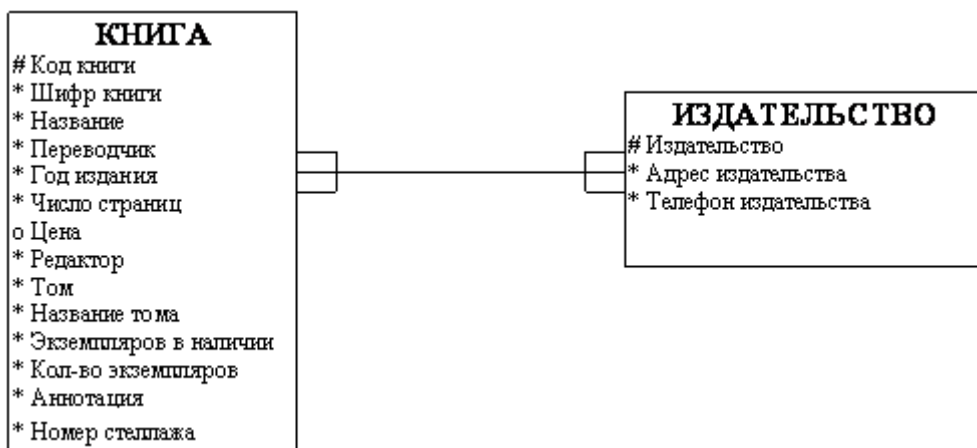 КНИГА
# Код книги
* Шифр книги
* Название
* Переводчик
* Год издания
* Число страниц
о Цена
* Редактор
* Том
* Название тома
* Экземпляров в наличии
* Кол-во экземпляров
* Аннотация
* Номер стеллажа
ИЗДАТЕЛЬСТВО
# Издательство
* Адрес издательства
* Телефон издательства